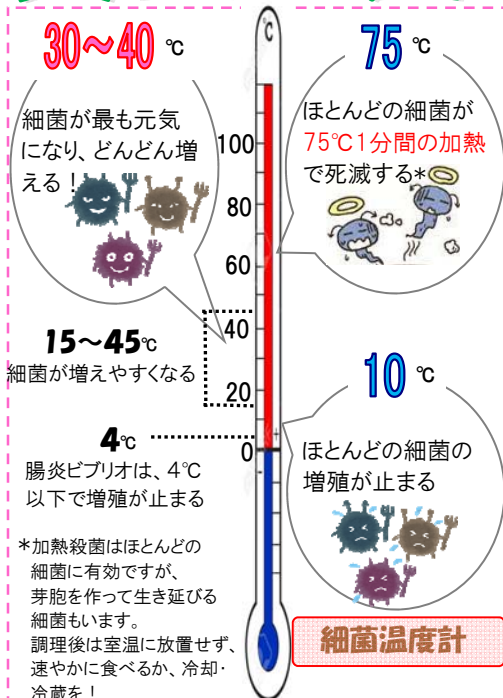 30～40 ℃
細菌が最も元気
になり、どんどん増
える！
75 ℃
ほとんどの細菌が
75℃1分間の加熱
で死滅する*
℃
100
80
60
40
20
0
15～45℃
細菌が増えやすくなる
4℃
腸炎ビブリオは、4℃
以下で増殖が止まる
10 ℃
ほとんどの細菌の
増殖が止まる
*加熱殺菌はほとんどの
細菌に有効ですが、
芽胞を作って生き延びる
細菌もいます。
調理後は室温に放置せず、
速やかに食べるか、冷却・
冷蔵を！
細菌温度計